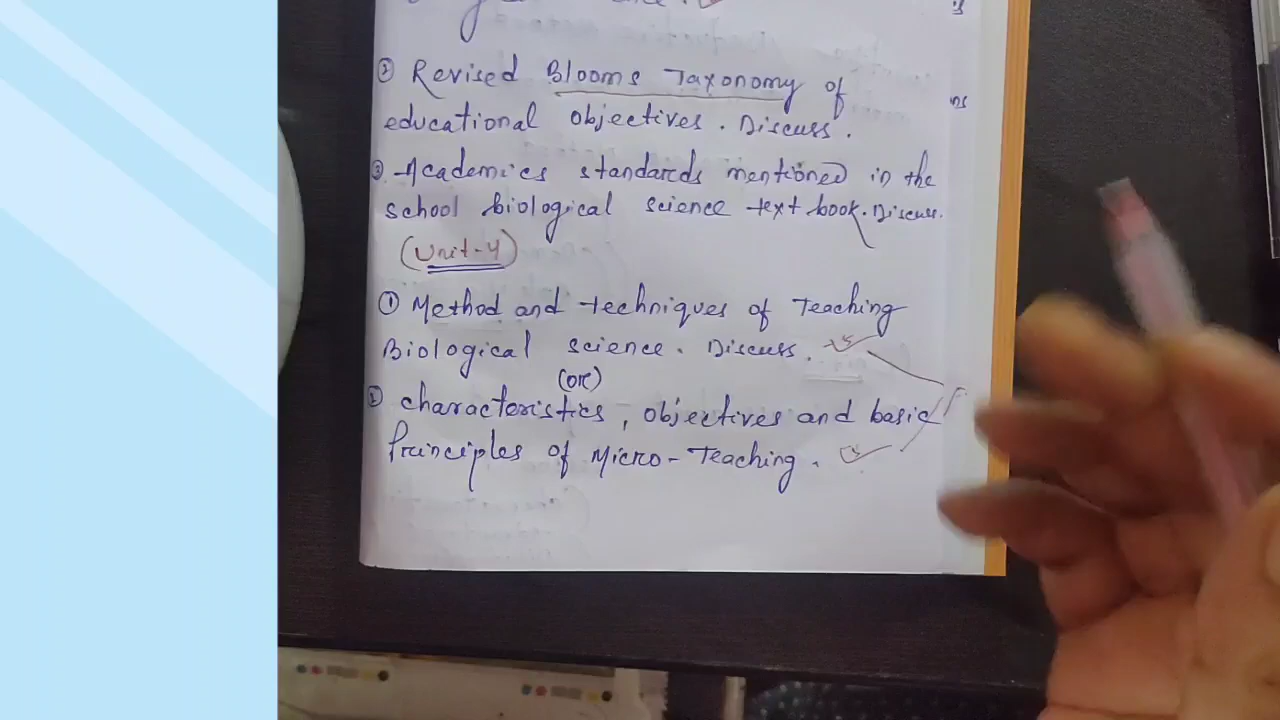 ② Revised Blooms Taxonomy of
educational objectives. Discuss.
③ Academics standards mentioned in the
school biological science text book. Discuss.
(Unit-4)
① Method and techniques of Teaching
Biological science. Discuss.
(OR)
② characteristics, objectives and basic
Principles of Micro-Teaching.